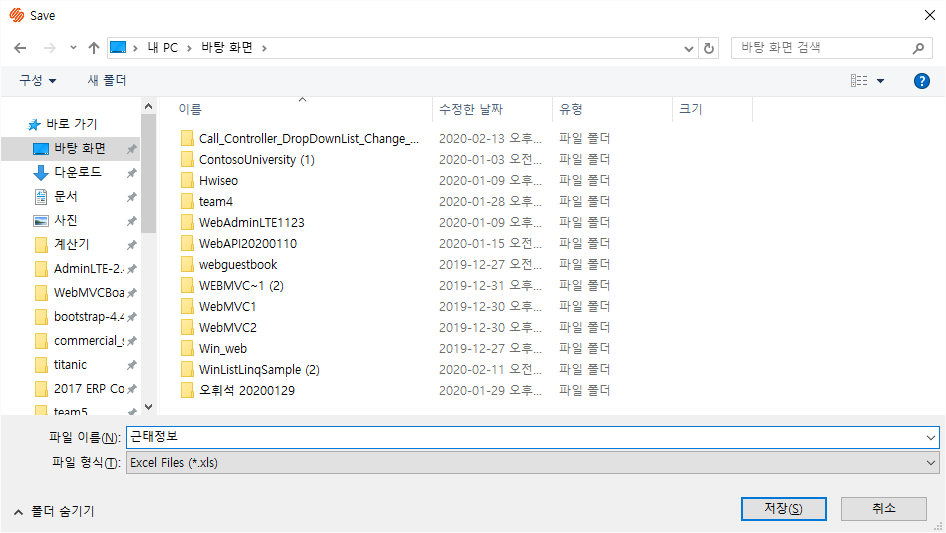 Save
내 PC > 바탕 화면 >
바탕 화면 검색
구성 새 폴더
이름 수정한 날짜 유형 크기
바로 가기
바탕 화면
다운로드
문서
사진
계산기
AdminLTE-2.
WebMVCBoa
bootstrap-4.4
commercial_s
titanic
2017 ERP Co
team5
Call_Controller_DropDownList_Change_... 2020-02-13 오후... 파일 폴더
ContosoUniversity (1) 2020-01-03 오전... 파일 폴더
Hwiseo 2020-01-09 오후... 파일 폴더
team4 2020-01-28 오후... 파일 폴더
WebAdminLTE1123 2020-01-09 오후... 파일 폴더
WebAPI20200110 2020-01-15 오전... 파일 폴더
webguestbook 2019-12-27 오전... 파일 폴더
WEBMVC~1 (2) 2019-12-31 오후... 파일 폴더
WebMVC1 2019-12-30 오후... 파일 폴더
WebMVC2 2019-12-30 오후... 파일 폴더
Win_web 2019-12-27 오후... 파일 폴더
WinListLinqSample (2) 2020-02-11 오전... 파일 폴더
오휘석 20200129 2020-01-29 오후... 파일 폴더
파일 이름(N): 근태정보
파일 형식(T): Excel Files (*.xls)
폴더 숨기기
저장(S) 취소